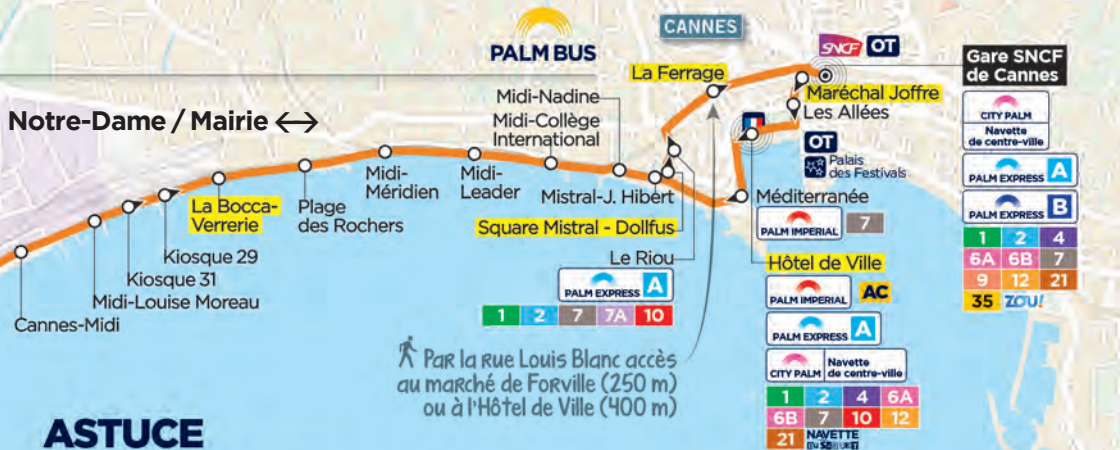 PALM BUS
CANNES
SNCF OT
Gare SNCF
de Cannes
La Ferrage
Maréchal Joffre
Les Allées
Midi-Nadine
Midi-Collège
International
CITY PALM
Navette
de centre-ville
PALM EXPRESS A
PALM EXPRESS B
1 2 4
6A 6B 7
9 12 21
35 ZOU!
Notre-Dame / Mairie ↔
OT
Palais
des Festivals
Midi-
Méridien
Midi-
Leader
Mistral-J. Hibert
Méditerranée
PALM IMPERIAL 7
La Bocca-
Verrerie
Plage
des Rochers
Square Mistral - Dollfus
Le Riou
PALM EXPRESS A
1 2 7 7A 10
Hôtel de Ville
PALM IMPERIAL AC
PALM EXPRESS A
CITY PALM
Navette
de centre-ville
1 2 4 6A
6B 7 10 12
21 NAVETTE
DU SUQUET
Kiosque 29
Kiosque 31
Midi-Louise Moreau
Cannes-Midi
Par la rue Louis Blanc accès
au marché de Forville (250 m)
ou à l'Hôtel de Ville (400 m)
ASTUCE